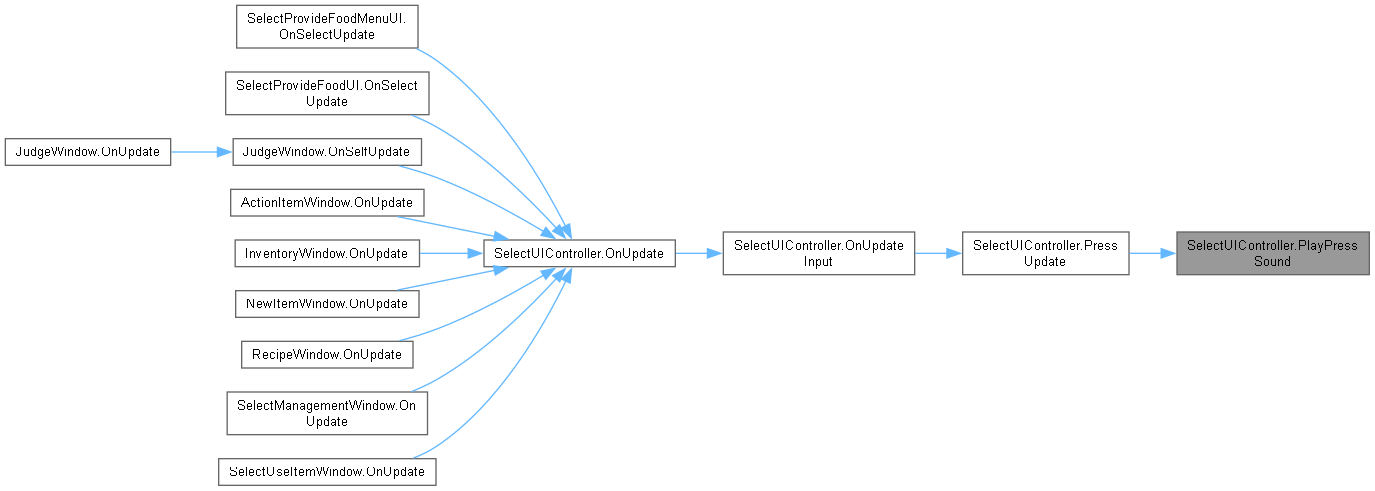 SelectProvideFoodMenuUI.
OnSelectUpdate
SelectProvideFoodUI.OnSelect
Update
JudgeWindow.OnUpdate
JudgeWindow.OnSelfUpdate
ActionItemWindow.OnUpdate
InventoryWindow.OnUpdate
NewItemWindow.OnUpdate
RecipeWindow.OnUpdate
SelectManagementWindow.On
Update
SelectUseItemWindow.OnUpdate
SelectUIController.OnUpdate
SelectUIController.OnUpdate
Input
SelectUIController.Press
Update
SelectUIController.PlayPress
Sound